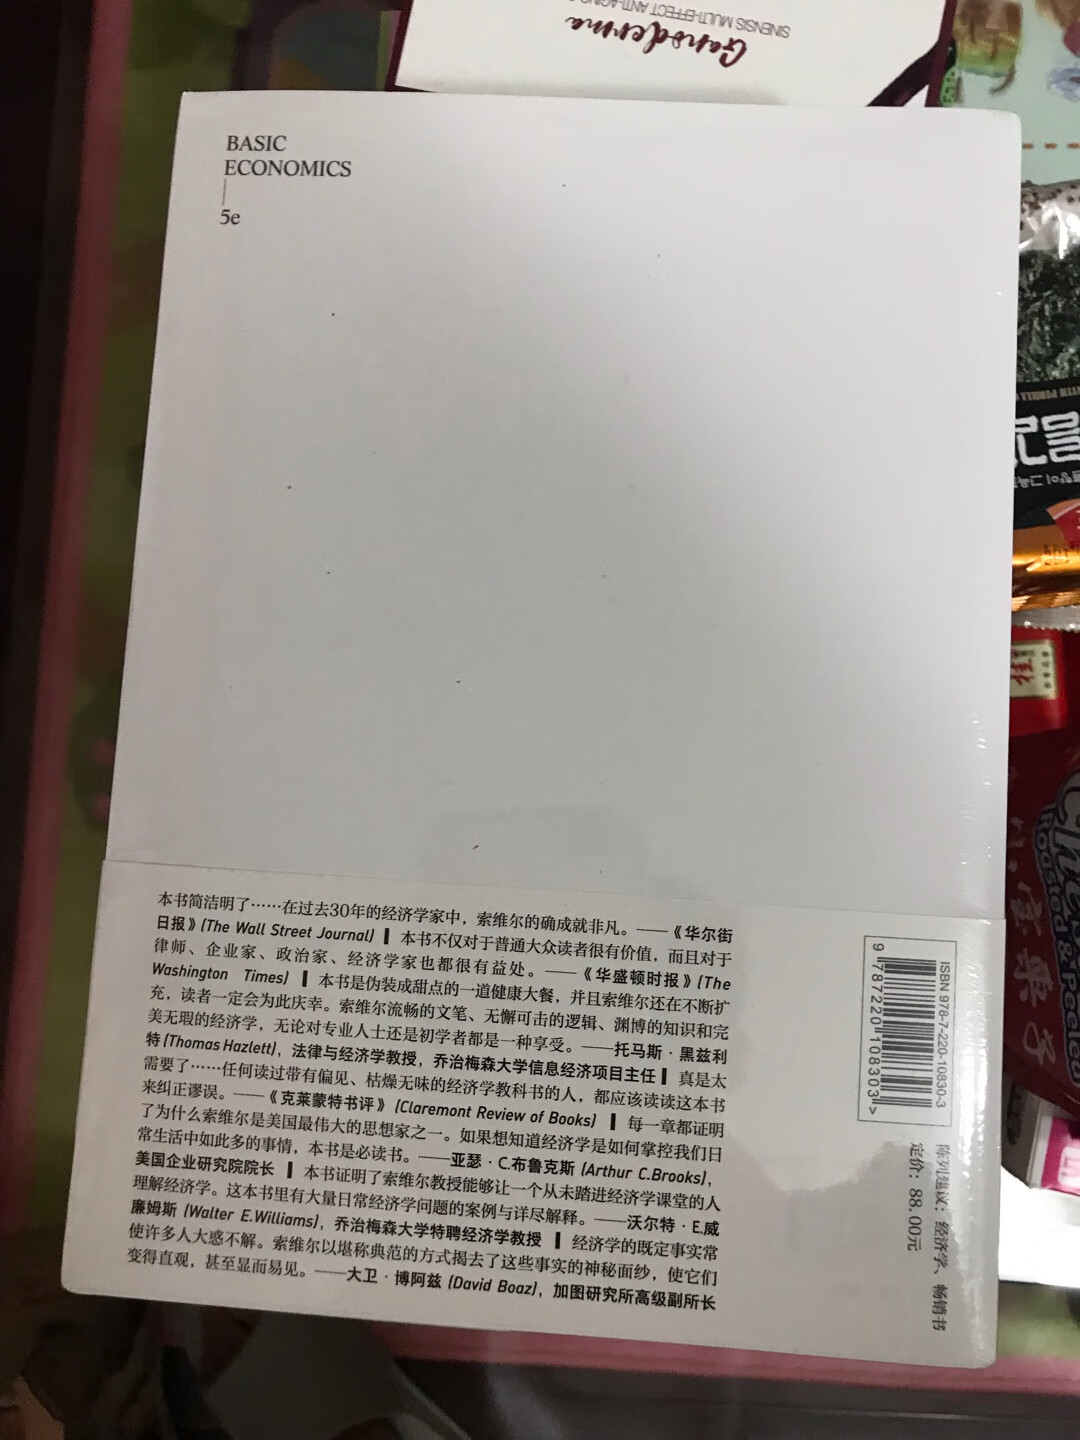 Ganoderma
SINENSIS MULTI-EFFECT ANTI-AGING
BASIC
ECONOMICS
5e
本书简洁明了……在过去30年的经济学家中，索维尔的确成就非凡。——《华尔街
日报》(The Wall Street Journal) ▎ 本书不仅对于普通大众读者很有价值，而且对于
律师、企业家、政治家、经济学家也都很有益处。——《华盛顿时报》(The
Washington Times) ▎ 本书是伪装成甜点的一道健康大餐，并且索维尔还在不断扩
充，读者一定会为此庆幸。索维尔流畅的文笔、无懈可击的逻辑、渊博的知识和完
美无瑕的经济学，无论对专业人士还是初学者都是一种享受。——托马斯·黑兹利
特(Thomas Hazlett)，法律与经济学教授，乔治梅森大学信息经济项目主任 ▎ 真是太
需要了……任何读过带有偏见、枯燥无味的经济学教科书的人，都应该读读这本书
来纠正谬误。——《克莱蒙特书评》(Claremont Review of Books) ▎ 每一章都证明
了为什么索维尔是美国最伟大的思想家之一。如果想知道经济学是如何掌控我们日
常生活中如此多的事情，本书是必读书。——亚瑟·C.布鲁克斯 (Arthur C.Brooks)，
美国企业研究院院长 ▎ 本书证明了索维尔教授能够让一个从未踏进经济学课堂的人
理解经济学。这本书里有大量日常经济学问题的案例与详尽解释。——沃尔特·E.威
廉姆斯 (Walter E.Williams)，乔治梅森大学特聘经济学教授 ▎ 经济学的既定事实常
使许多人大惑不解。索维尔以堪称典范的方式揭去了这些事实的神秘面纱，使它们
变得直观，甚至显而易见。——大卫·博阿兹 (David Boaz)，加图研究所高级副所长
ISBN 978-7-220-10830-3
9 787220 108303 >
陈列建议：经济学、畅销书
定价：88.00元
Roasted & Peeled